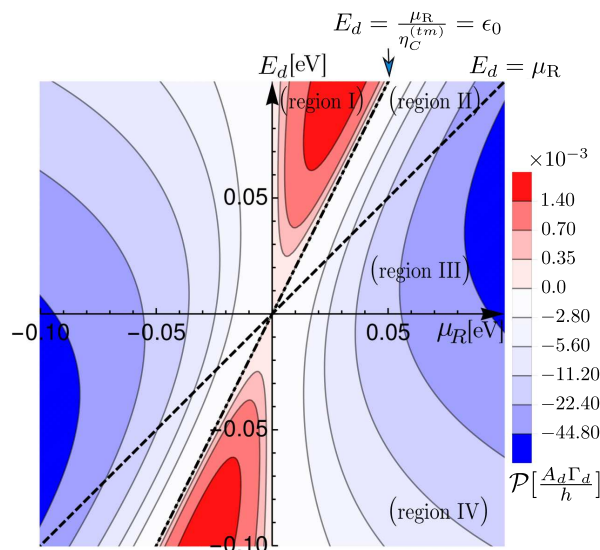 E_d = μ_R / η_C^{(tm)} = ϵ_0
E_d[eV]
E_d = μ_R
(region I)
(region II)
×10^{-3}
1.40
0.70
0.35
0.0
−2.80
−5.60
−11.20
−22.40
−44.80
0.05
(region III)
−0.10
−0.05
0.05
μ_R[eV]
−0.05
(region IV)
−0.10
𝒫[A_d Γ_d / h]